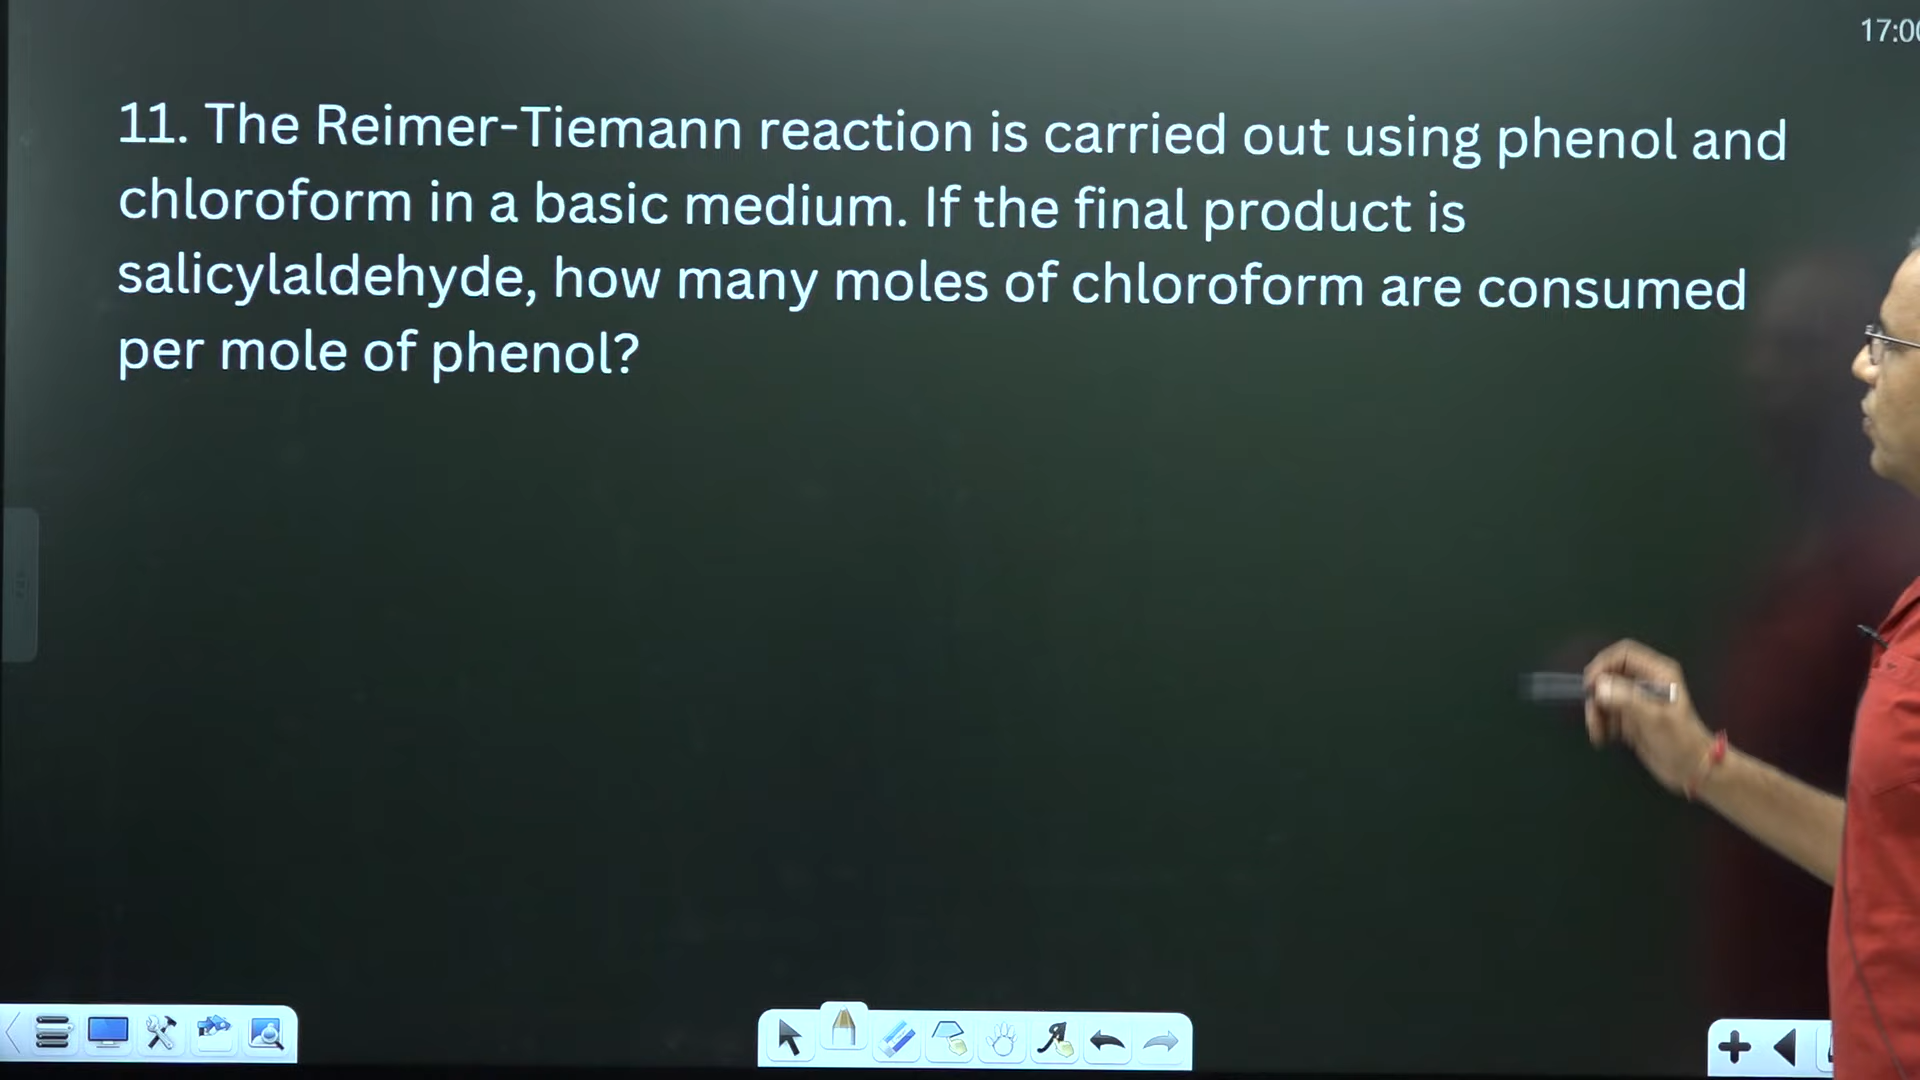 17:00
11. The Reimer-Tiemann reaction is carried out using phenol and
chloroform in a basic medium. If the final product is
salicylaldehyde, how many moles of chloroform are consumed
per mole of phenol?